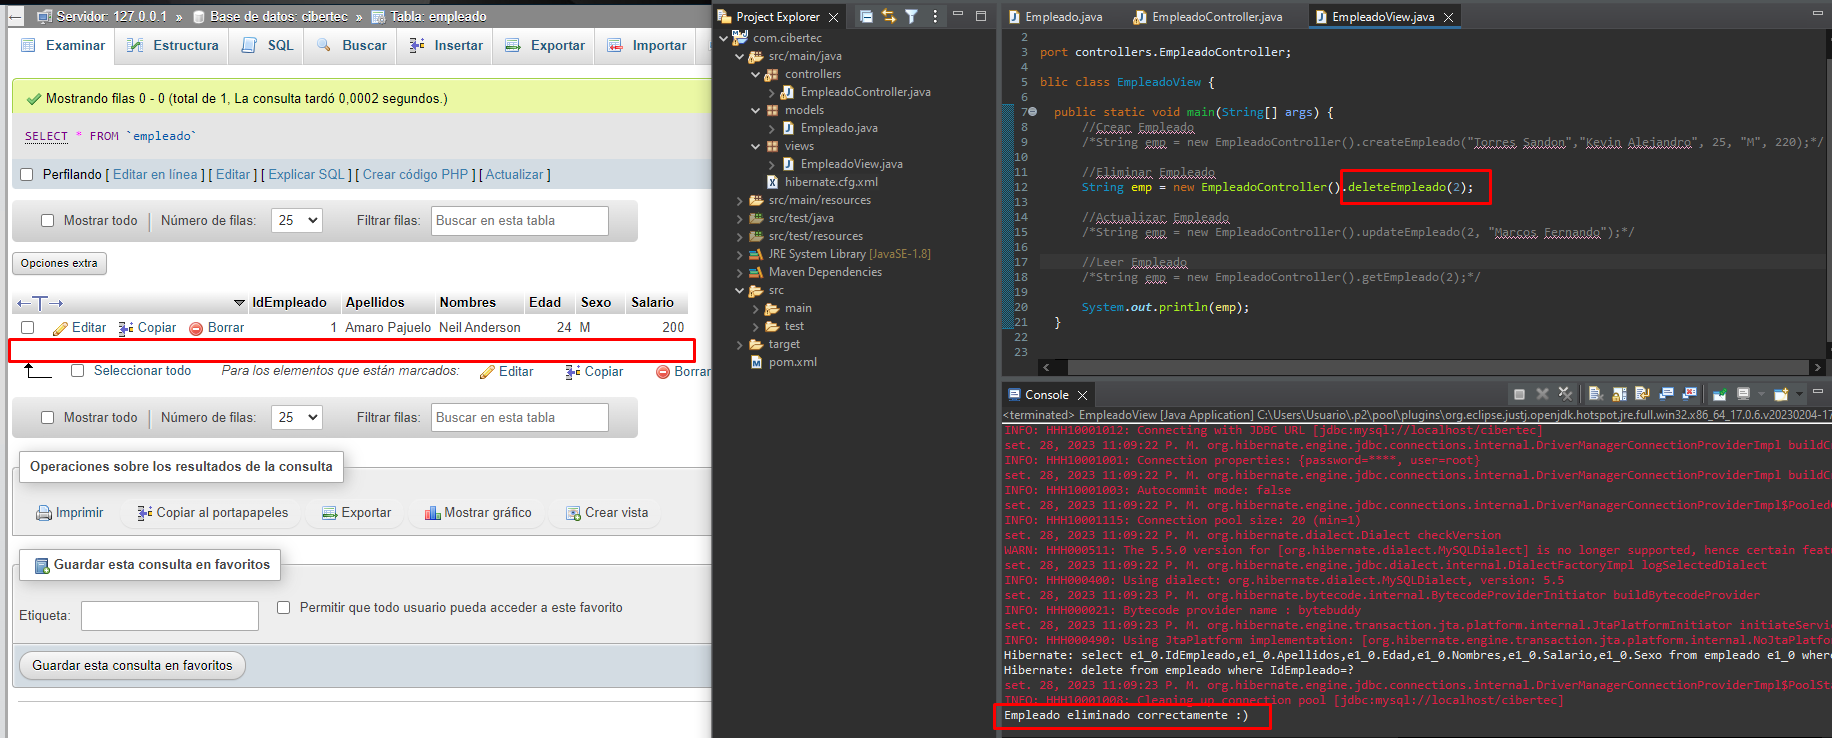 ← Servidor: 127.0.0.1 » Base de datos: cibertec » Tabla: empleado
Examinar Estructura SQL Buscar Insertar Exportar Importar
Mostrando filas 0 - 0 (total de 1, La consulta tardó 0,0002 segundos.)
SELECT * FROM `empleado`
Perfilando [ Editar en línea ] [ Editar ] [ Explicar SQL ] [ Crear código PHP ] [ Actualizar ]
Mostrar todo Número de filas: 25 Filtrar filas: Buscar en esta tabla
Opciones extra
←T→ IdEmpleado Apellidos Nombres Edad Sexo Salario
Editar Copiar Borrar 1 Amaro Pajuelo Neil Anderson 24 M 200
Seleccionar todo Para los elementos que están marcados: Editar Copiar Borrar
Mostrar todo Número de filas: 25 Filtrar filas: Buscar en esta tabla
Operaciones sobre los resultados de la consulta
Imprimir Copiar al portapapeles Exportar Mostrar gráfico Crear vista
Guardar esta consulta en favoritos
Etiqueta: Permitir que todo usuario pueda acceder a este favorito
Guardar esta consulta en favoritos
Project Explorer
com.cibertec
src/main/java
controllers
EmpleadoController.java
models
Empleado.java
views
EmpleadoView.java
hibernate.cfg.xml
src/main/resources
src/test/java
src/test/resources
JRE System Library [JavaSE-1.8]
Maven Dependencies
src
main
test
target
pom.xml
Empleado.java EmpleadoController.java EmpleadoView.java
2
3 port controllers.EmpleadoController;
4
5 blic class EmpleadoView {
6
7 public static void main(String[] args) {
8 //Crear Empleado
9 /*String emp = new EmpleadoController().createEmpleado("Torres Sandon","Kevin Alejandro", 25, "M", 220);*/
10
11 //Eliminar Empleado
12 String emp = new EmpleadoController().deleteEmpleado(2);
13
14 //Actualizar Empleado
15 /*String emp = new EmpleadoController().updateEmpleado(2, "Marcos Fernando");*/
16
17 //Leer Empleado
18 /*String emp = new EmpleadoController().getEmpleado(2);*/
19
20 System.out.println(emp);
21 }
22
23
Console
<terminated> EmpleadoView [Java Application] C:\Users\Usuario\.p2\pool\plugins\org.eclipse.justj.openjdk.hotspot.jre.full.win32.x86_64_17.0.6.v20230204-17
INFO: HHH10001012: Connecting with JDBC URL [jdbc:mysql://localhost/cibertec]
set. 28, 2023 11:09:22 P. M. org.hibernate.engine.jdbc.connections.internal.DriverManagerConnectionProviderImpl buildC
INFO: HHH10001001: Connection properties: {password=****, user=root}
set. 28, 2023 11:09:22 P. M. org.hibernate.engine.jdbc.connections.internal.DriverManagerConnectionProviderImpl buildC
INFO: HHH10001003: Autocommit mode: false
set. 28, 2023 11:09:22 P. M. org.hibernate.engine.jdbc.connections.internal.DriverManagerConnectionProviderImpl$Pooled
INFO: HHH10001115: Connection pool size: 20 (min=1)
set. 28, 2023 11:09:22 P. M. org.hibernate.dialect.Dialect checkVersion
WARN: HHH000511: The 5.5.0 version for [org.hibernate.dialect.MySQLDialect] is no longer supported, hence certain feat
set. 28, 2023 11:09:22 P. M. org.hibernate.engine.jdbc.dialect.internal.DialectFactoryImpl logSelectedDialect
INFO: HHH000400: Using dialect: org.hibernate.dialect.MySQLDialect, version: 5.5
set. 28, 2023 11:09:23 P. M. org.hibernate.bytecode.internal.BytecodeProviderInitiator buildBytecodeProvider
INFO: HHH000021: Bytecode provider name : bytebuddy
set. 28, 2023 11:09:23 P. M. org.hibernate.engine.transaction.jta.platform.internal.JtaPlatformInitiator initiateServi
INFO: HHH000490: Using JtaPlatform implementation: [org.hibernate.engine.transaction.jta.platform.internal.NoJtaPlatfo
Hibernate: select e1_0.IdEmpleado,e1_0.Apellidos,e1_0.Edad,e1_0.Nombres,e1_0.Salario,e1_0.Sexo from empleado e1_0 wher
Hibernate: delete from empleado where IdEmpleado=?
set. 28, 2023 11:09:23 P. M. org.hibernate.engine.jdbc.connections.internal.DriverManagerConnectionProviderImpl$PoolSt
INFO: HHH10001008: Cleaning up connection pool [jdbc:mysql://localhost/cibertec]
Empleado eliminado correctamente :)